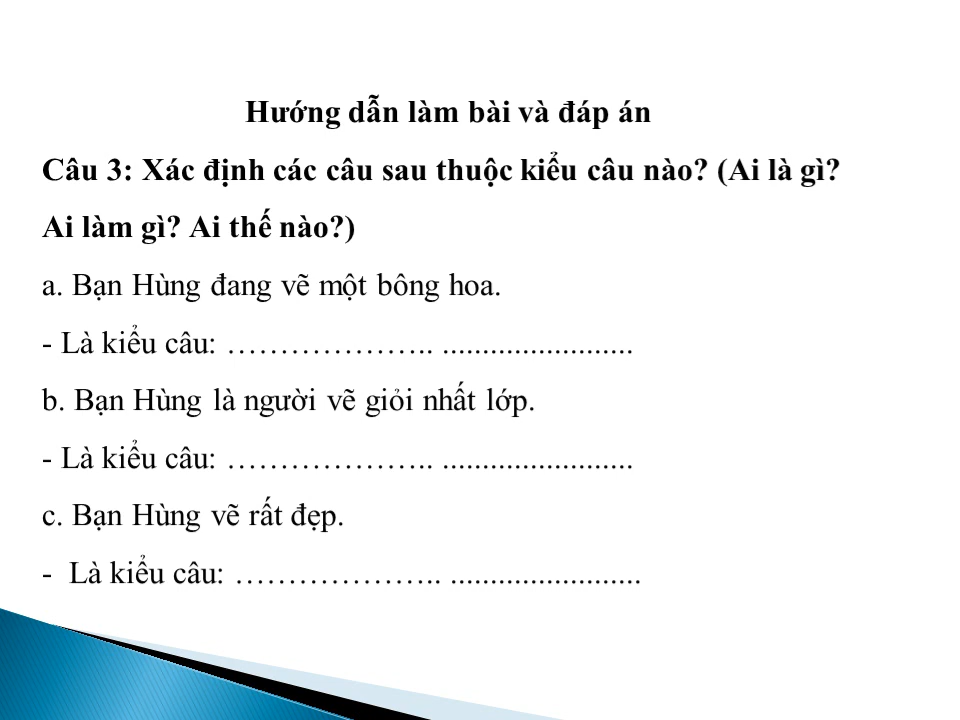 Hướng dẫn làm bài và đáp án
Câu 3: Xác định các câu sau thuộc kiểu câu nào? (Ai là gì?
Ai làm gì? Ai thế nào?)
a. Bạn Hùng đang vẽ một bông hoa.
- Là kiểu câu: ………………….. ........................
b. Bạn Hùng là người vẽ giỏi nhất lớp.
- Là kiểu câu: ………………….. ........................
c. Bạn Hùng vẽ rất đẹp.
- Là kiểu câu: ………………….. ........................